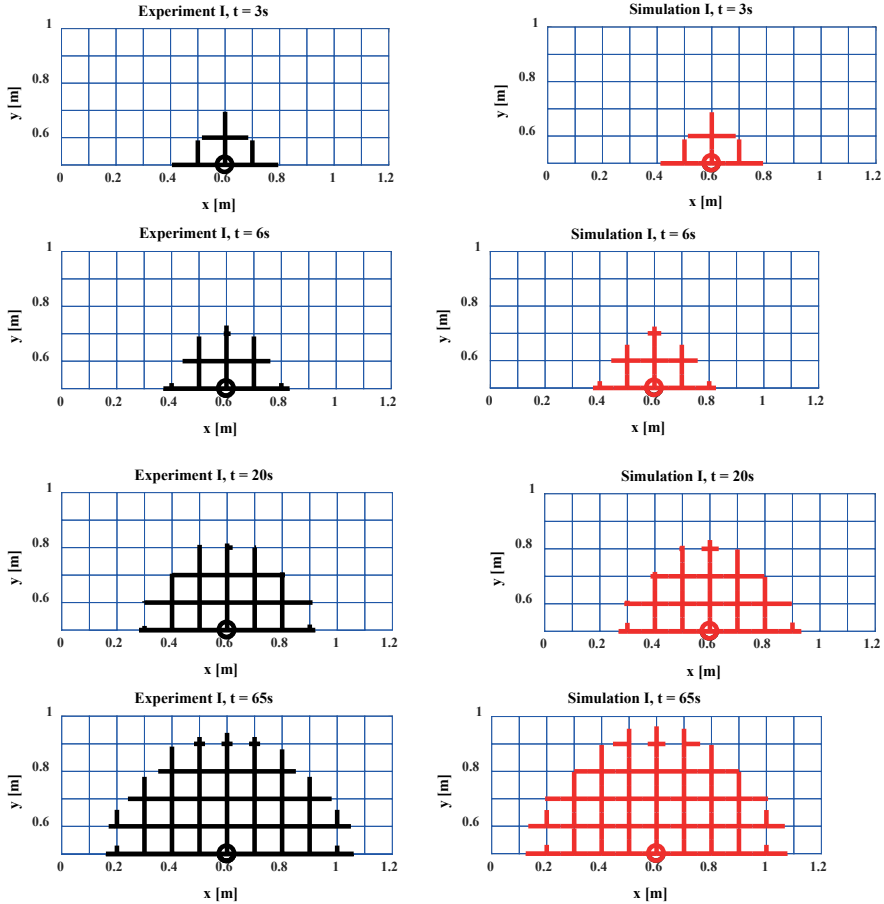 Experiment I, t = 3s
1
0.8
0.6
y [m]
0 0.2 0.4 0.6 0.8 1 1.2
x [m]
Simulation I, t = 3s
1
0.8
0.6
y [m]
0 0.2 0.4 0.6 0.8 1 1.2
x [m]
Experiment I, t = 6s
1
0.8
0.6
y [m]
0 0.2 0.4 0.6 0.8 1 1.2
x [m]
Simulation I, t = 6s
1
0.8
0.6
y [m]
0 0.2 0.4 0.6 0.8 1 1.2
x [m]
Experiment I, t = 20s
1
0.8
0.6
y [m]
0 0.2 0.4 0.6 0.8 1 1.2
x [m]
Simulation I, t = 20s
1
0.8
0.6
y [m]
0 0.2 0.4 0.6 0.8 1 1.2
x [m]
Experiment I, t = 65s
1
0.8
0.6
y [m]
0 0.2 0.4 0.6 0.8 1 1.2
x [m]
Simulation I, t = 65s
1
0.8
0.6
y [m]
0 0.2 0.4 0.6 0.8 1 1.2
x [m]